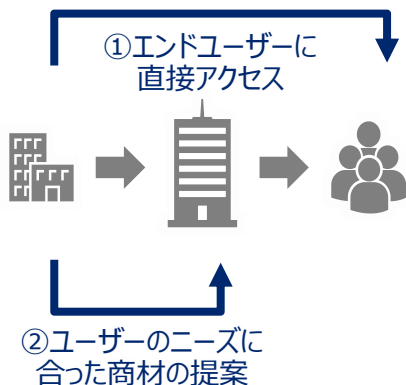 ①エンドユーザーに
直接アクセス
②ユーザーのニーズに
合った商材の提案